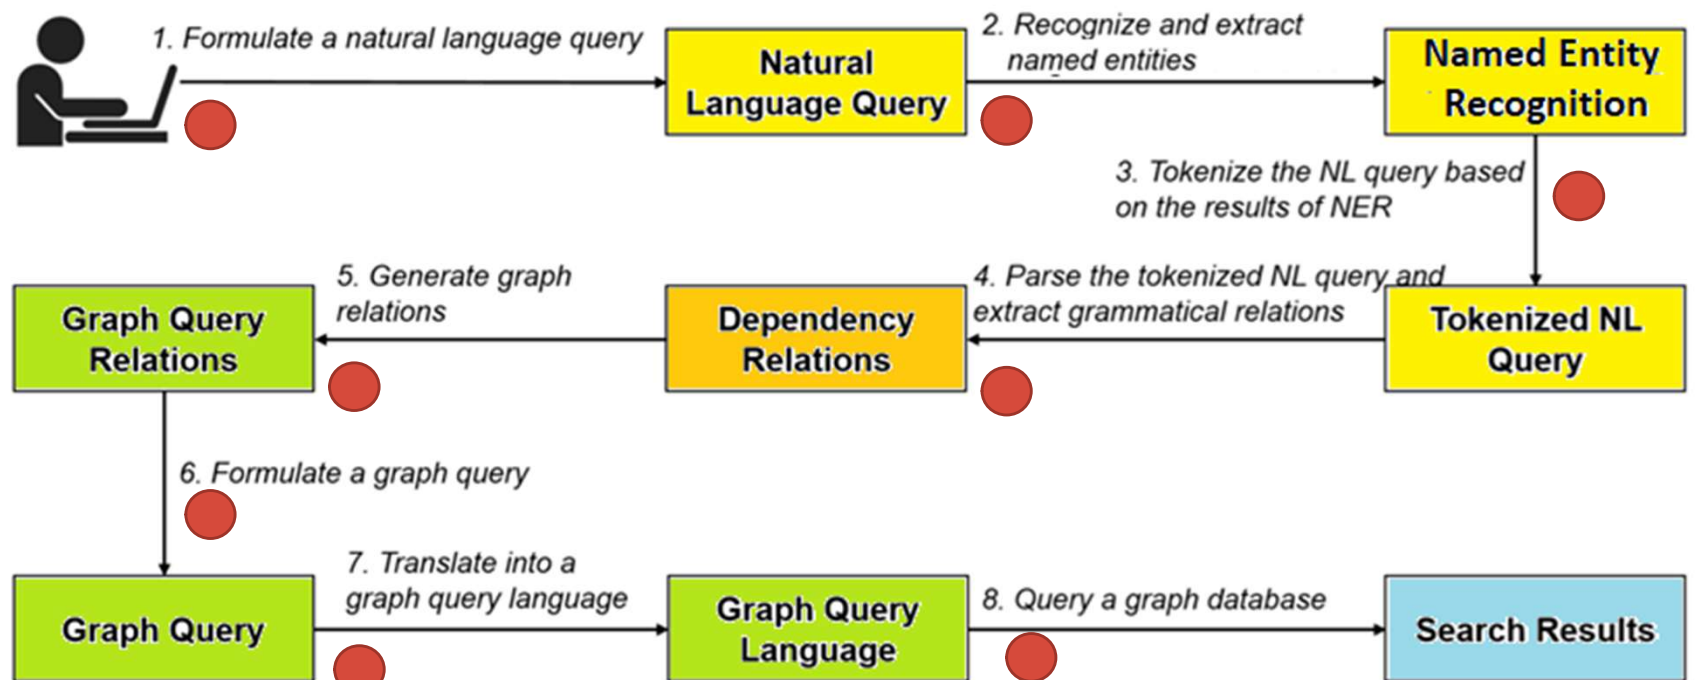 1. Formulate a natural language query
Natural
Language Query
2. Recognize and extract
named entities
Named Entity
Recognition
3. Tokenize the NL query based
on the results of NER
Tokenized NL
Query
4. Parse the tokenized NL query and
extract grammatical relations
Dependency
Relations
5. Generate graph
relations
Graph Query
Relations
6. Formulate a graph query
Graph Query
7. Translate into a
graph query language
Graph Query
Language
8. Query a graph database
Search Results